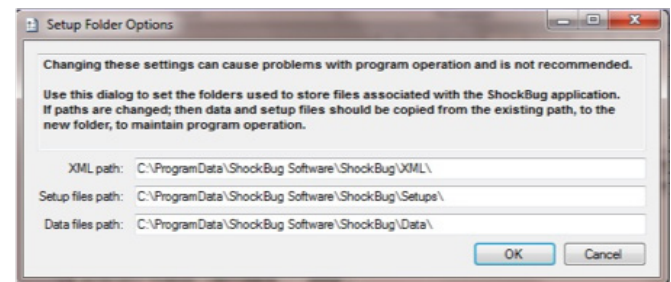 Setup Folder Options
Changing these settings can cause problems with program operation and is not recommended.
Use this dialog to set the folders used to store files associated with the ShockBug application.
If paths are changed; then data and setup files should be copied from the existing path, to the
new folder, to maintain program operation.
XML path: C:\ProgramData\ShockBug Software\ShockBug\XML\
Setup files path: C:\ProgramData\ShockBug Software\ShockBug\Setups\
Data files path: C:\ProgramData\ShockBug Software\ShockBug\Data\
OK Cancel